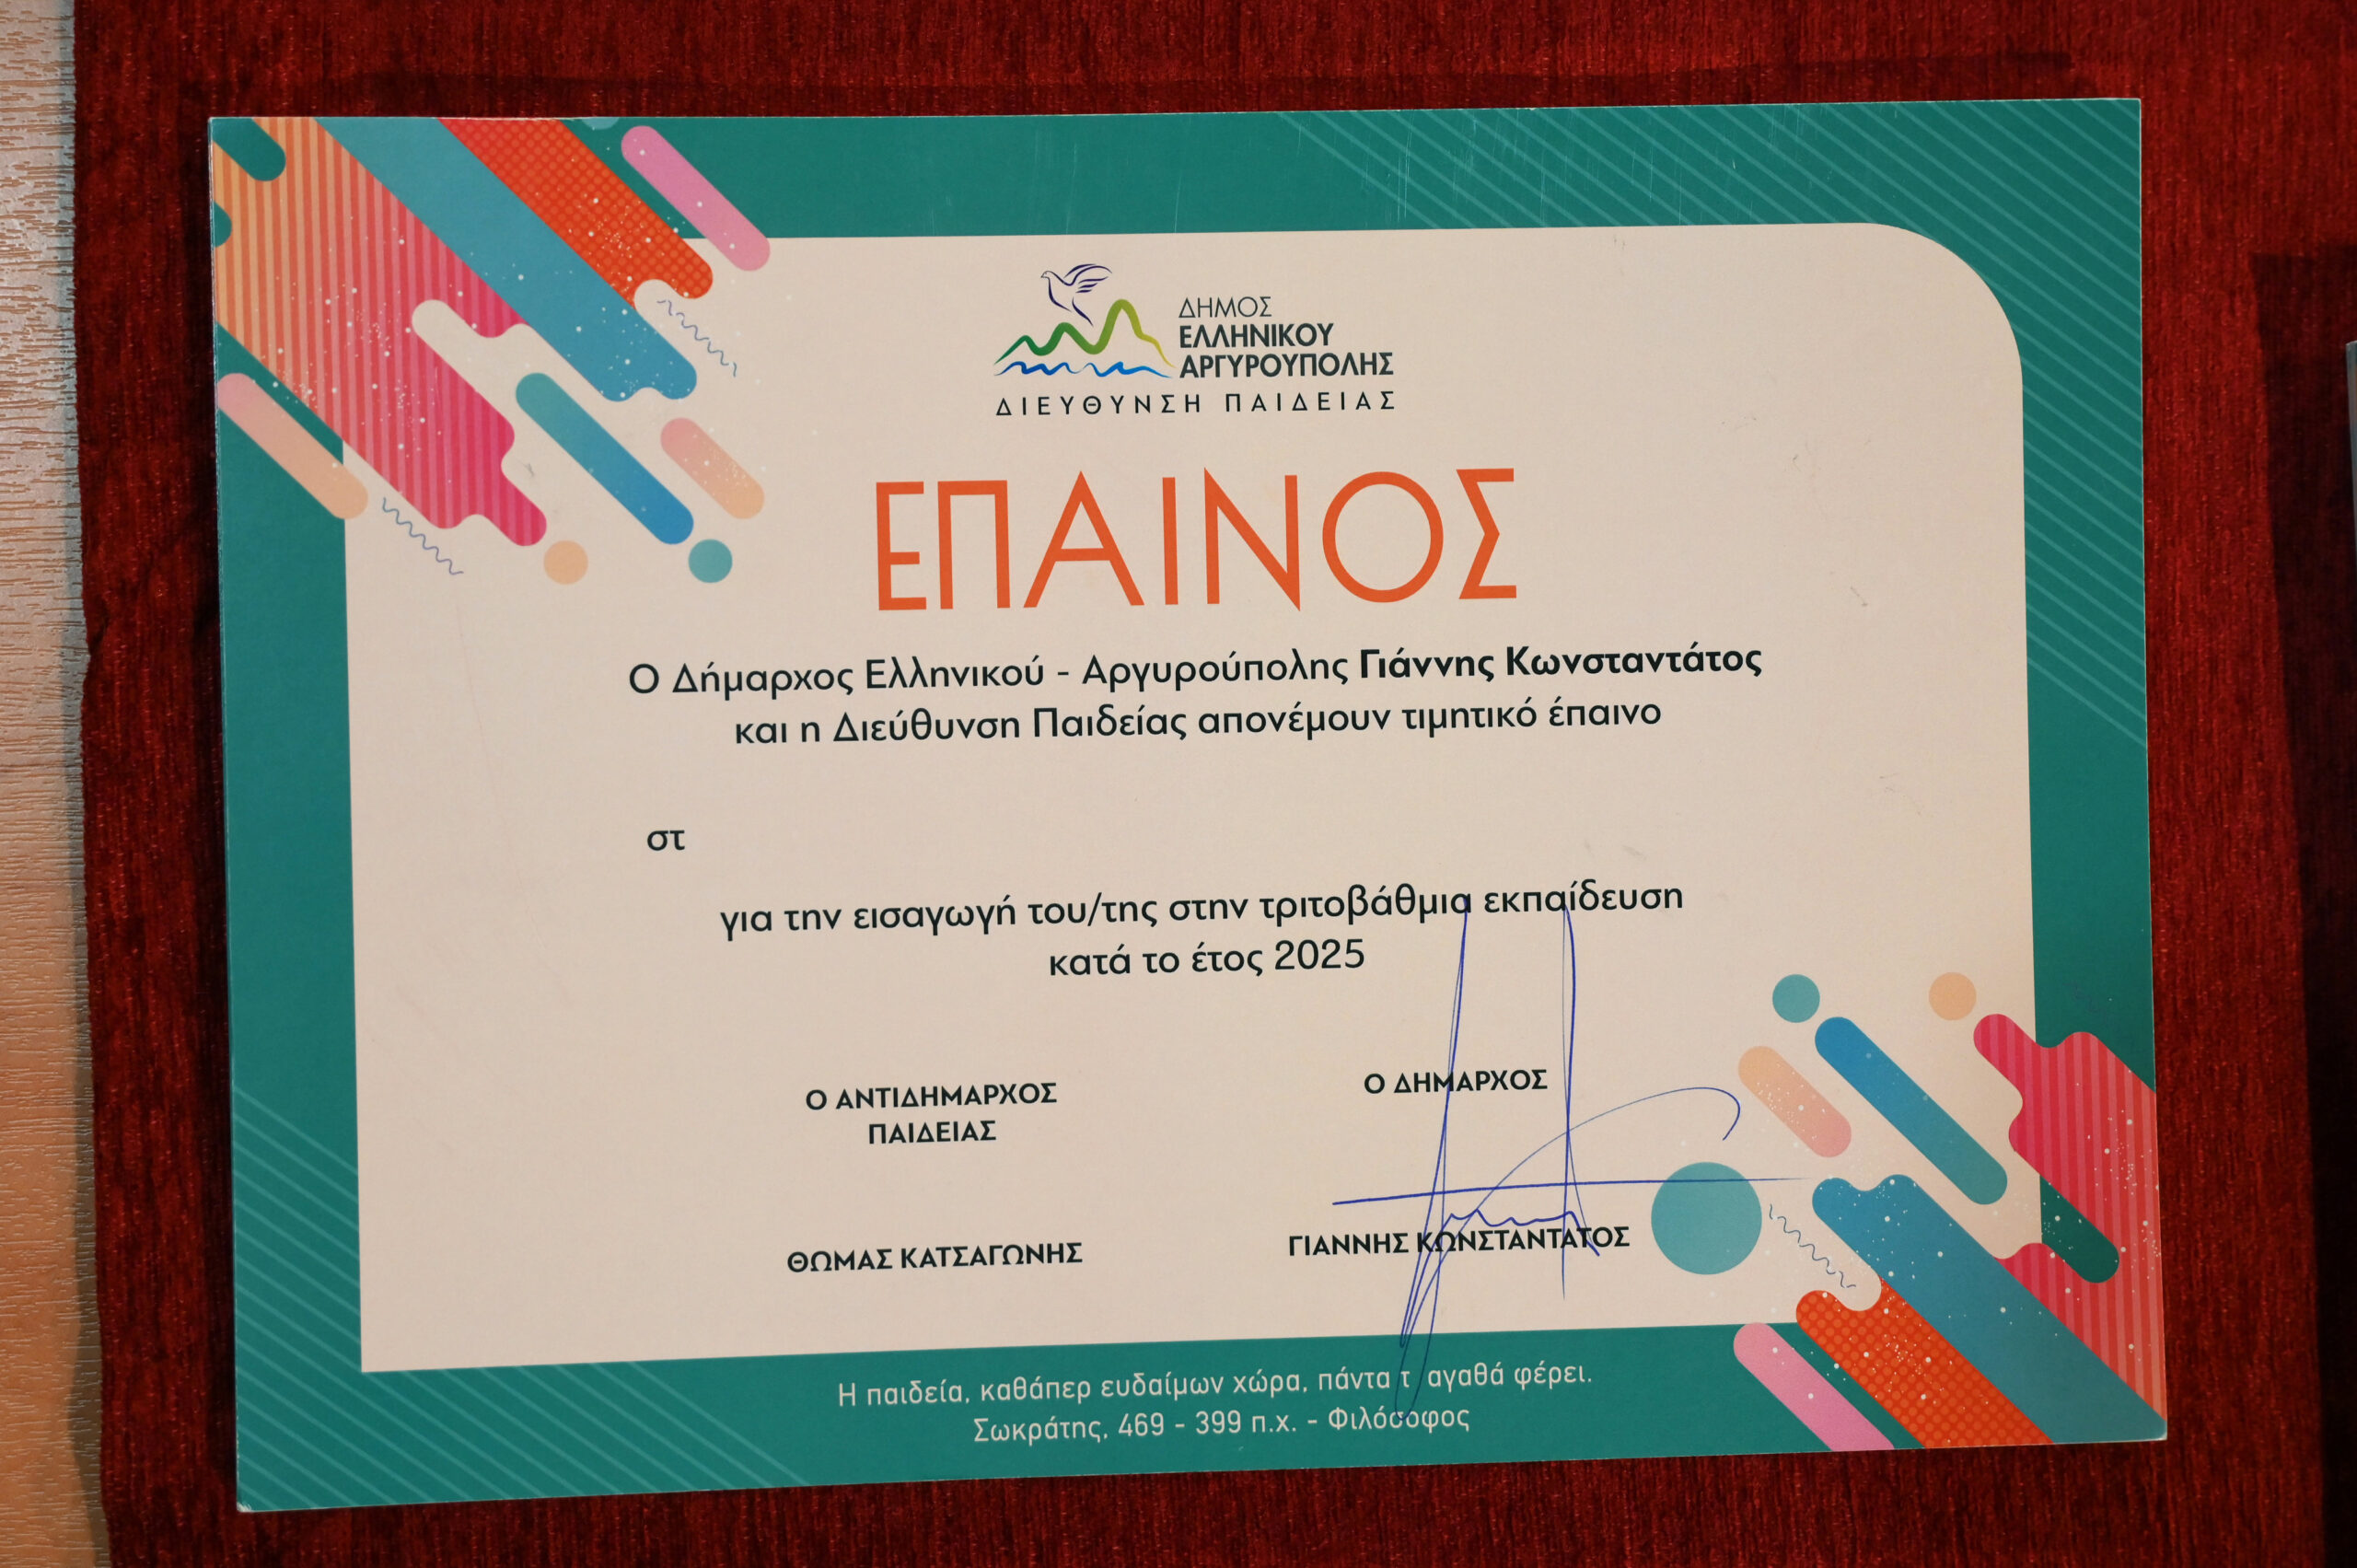 ΔΗΜΟΣ
ΕΛΛΗΝΙΚΟΥ
ΑΡΓΥΡΟΥΠΟΛΗΣ
ΔΙΕΥΘΥΝΣΗ ΠΑΙΔΕΙΑΣ
ΕΠΑΙΝΟΣ
Ο Δήμαρχος Ελληνικού - Αργυρούπολης Γιάννης Κωνσταντάτος
και η Διεύθυνση Παιδείας απονέμουν τιμητικό έπαινο
στ
για την εισαγωγή του/της στην τριτοβάθμια εκπαίδευση
κατά το έτος 2025
Ο ΑΝΤΙΔΗΜΑΡΧΟΣ
ΠΑΙΔΕΙΑΣ
ΘΩΜΑΣ ΚΑΤΣΑΓΩΝΗΣ
Ο ΔΗΜΑΡΧΟΣ
ΓΙΑΝΝΗΣ ΚΩΝΣΤΑΝΤΑΤΟΣ
Η παιδεία, καθάπερ ευδαίμων χώρα, πάντα τ αγαθά φέρει.
Σωκράτης, 469 - 399 π.χ. - Φιλόσοφος